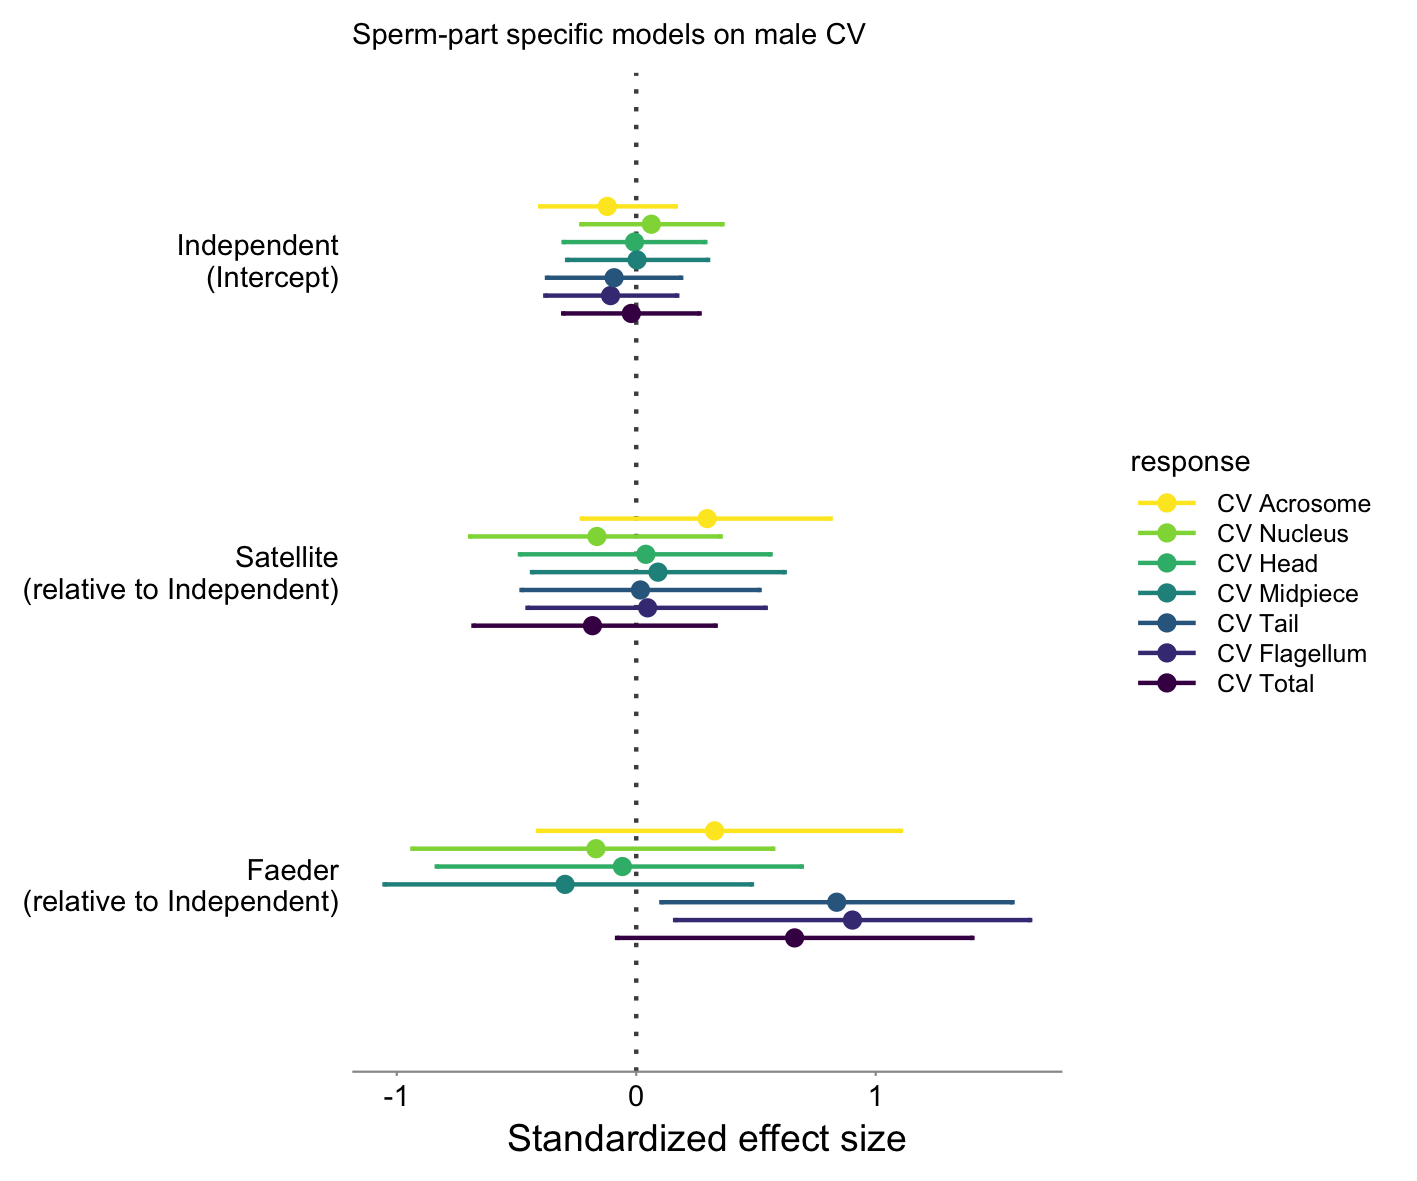 Sperm-part specific models on male CV
Independent
(Intercept)
Satellite
(relative to Independent)
Faeder
(relative to Independent)
response
CV Acrosome
CV Nucleus
CV Head
CV Midpiece
CV Tail
CV Flagellum
CV Total
-1 0 1
Standardized effect size